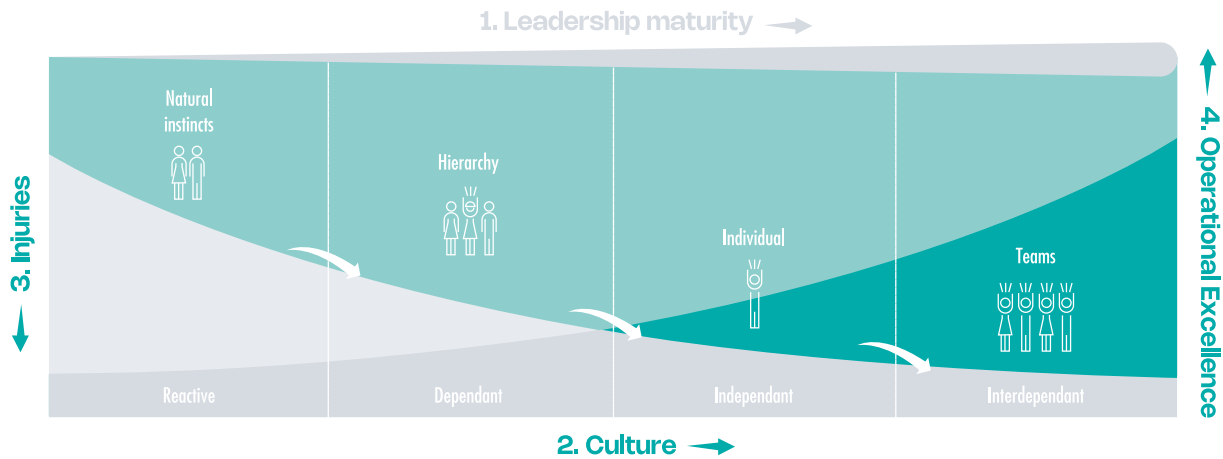 1. Leadership maturity
Natural
instincts
Hierarchy
Individual
Teams
3. Injuries
4. Operational Excellence
Reactive
Dependant
Independant
Interdependant
2. Culture